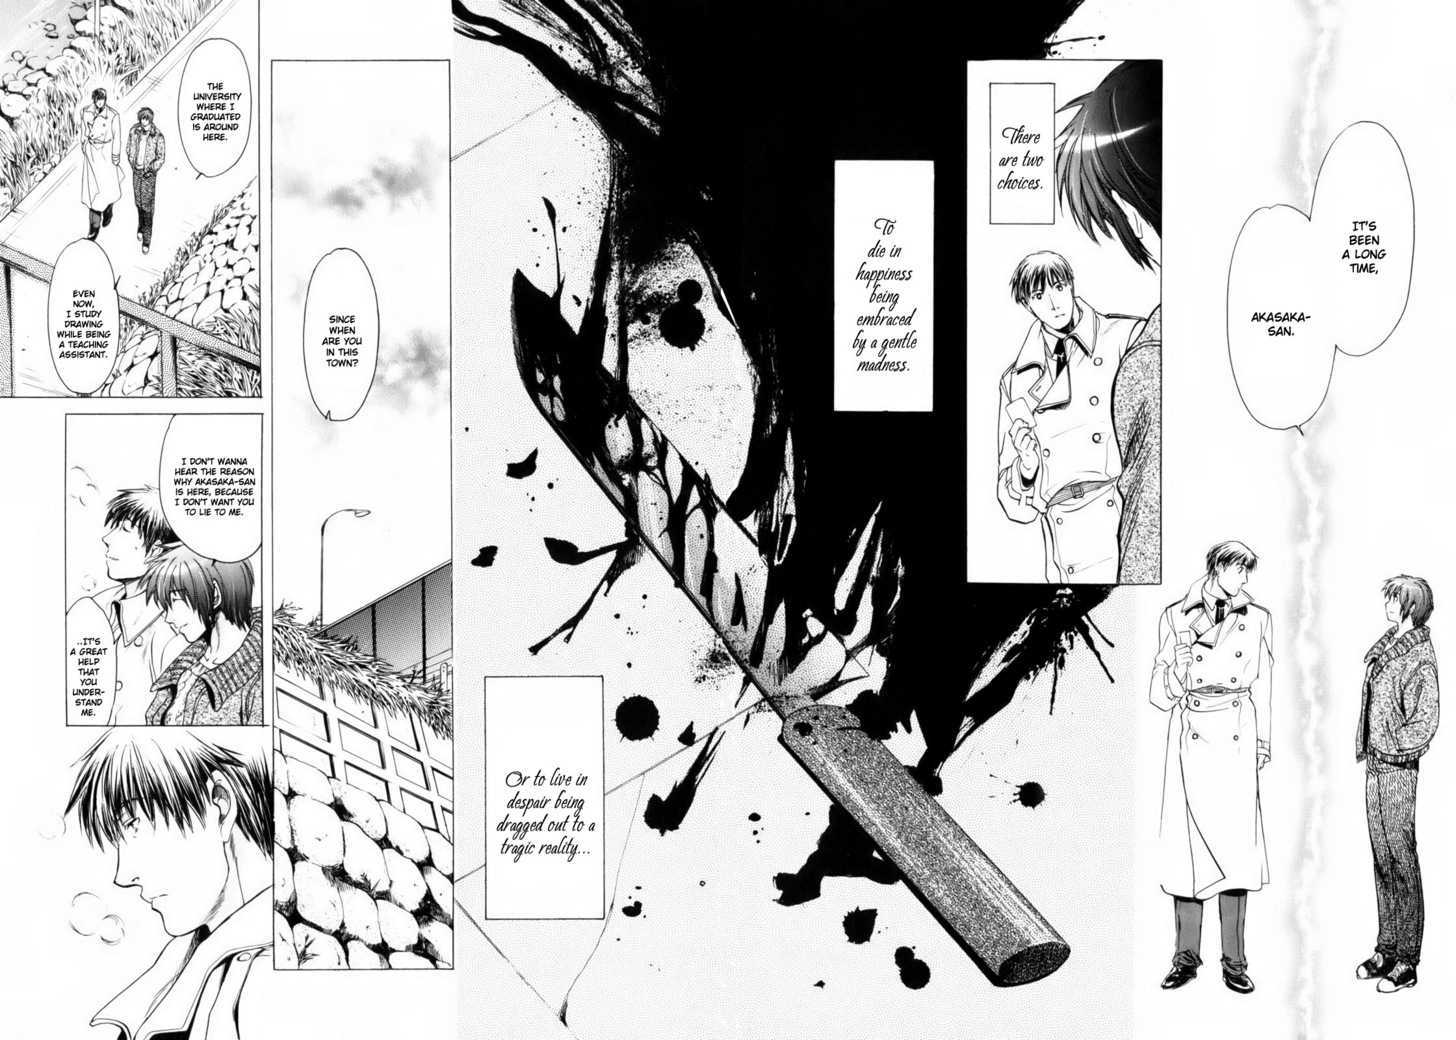 IT'S
BEEN
A LONG
TIME,
AKASAKA-
SAN.
There
are two
choices.
To
die in
happiness
being
embraced
by a gentle
madness.
Or to live in
despair being
dragged out to a
tragic reality...
SINCE
WHEN
ARE YOU
IN THIS
TOWN?
THE
UNIVERSITY
WHERE I
GRADUATED
IS AROUND
HERE.
EVEN
NOW,
I STUDY
DRAWING
WHILE BEING
A TEACHING
ASSISTANT.
I DON'T WANNA
HEAR THE REASON
WHY AKASAKA-SAN
IS HERE, BECAUSE
I DON'T WANT YOU
TO LIE TO ME.
..IT'S
A GREAT
HELP
THAT
YOU
UNDER-
STAND
ME.